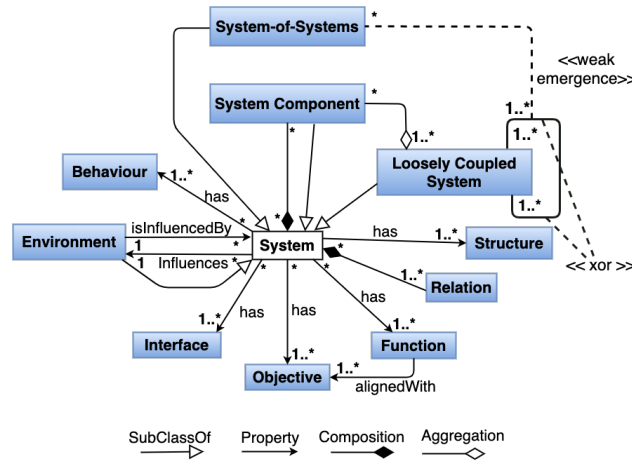 System-of-Systems
*
<<weak
emergence>>
System Component
*
*
1..*
1..*
1..*
Loosely Coupled
System
Behaviour
1..*
has
*
*
1..*
isInfluencedBy
*
Environment
1
*
System
has
1..*
Structure
1
Influences
*
*
<< xor >>
*
*
*
1..*
Relation
has
has
has
1..*
1..*
Interface
1..*
Function
Objective
1..*
alignedWith
SubClassOf
Property
Composition
Aggregation